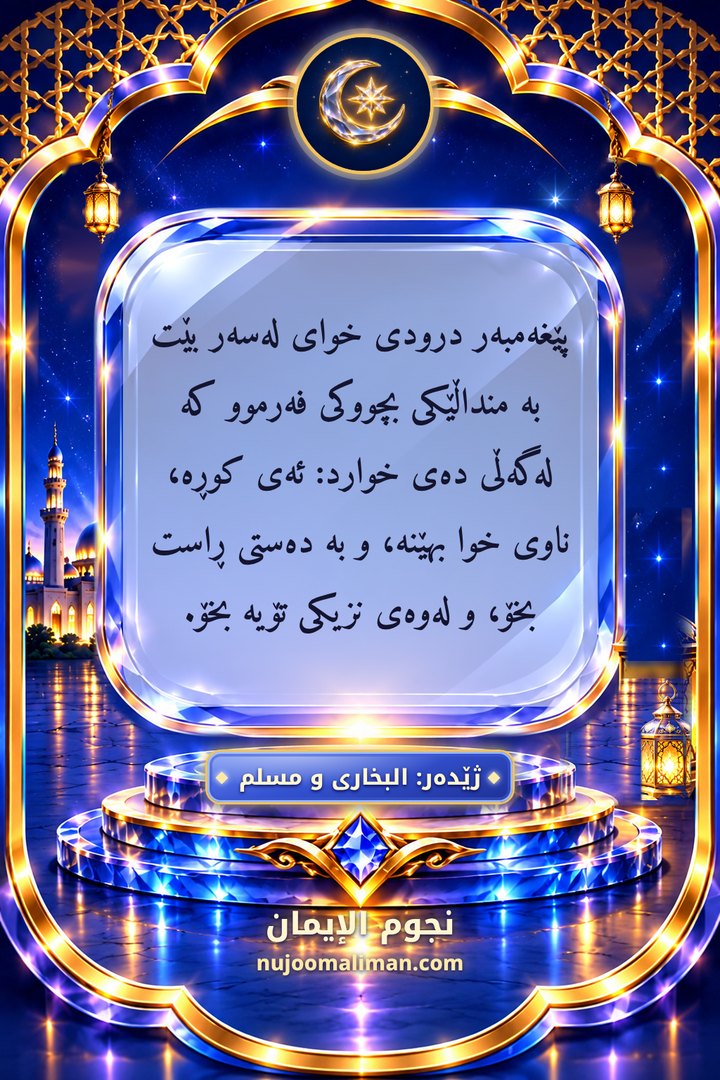 پێغەمبەر درودی خوای لەسەر بێت
بە منداڵێکی بچووکی فەرموو کە
لەگەڵی دەی خوارد: ئەی کوڕە،
ناوی خوا بهێنە، و بە دەستی ڕاست
بخۆ، و لەوەی نزیکی تۆیە بخۆ.
ژێدەر: البخاری و مسلم
نجوم الإيمان
nujoomaliman.com